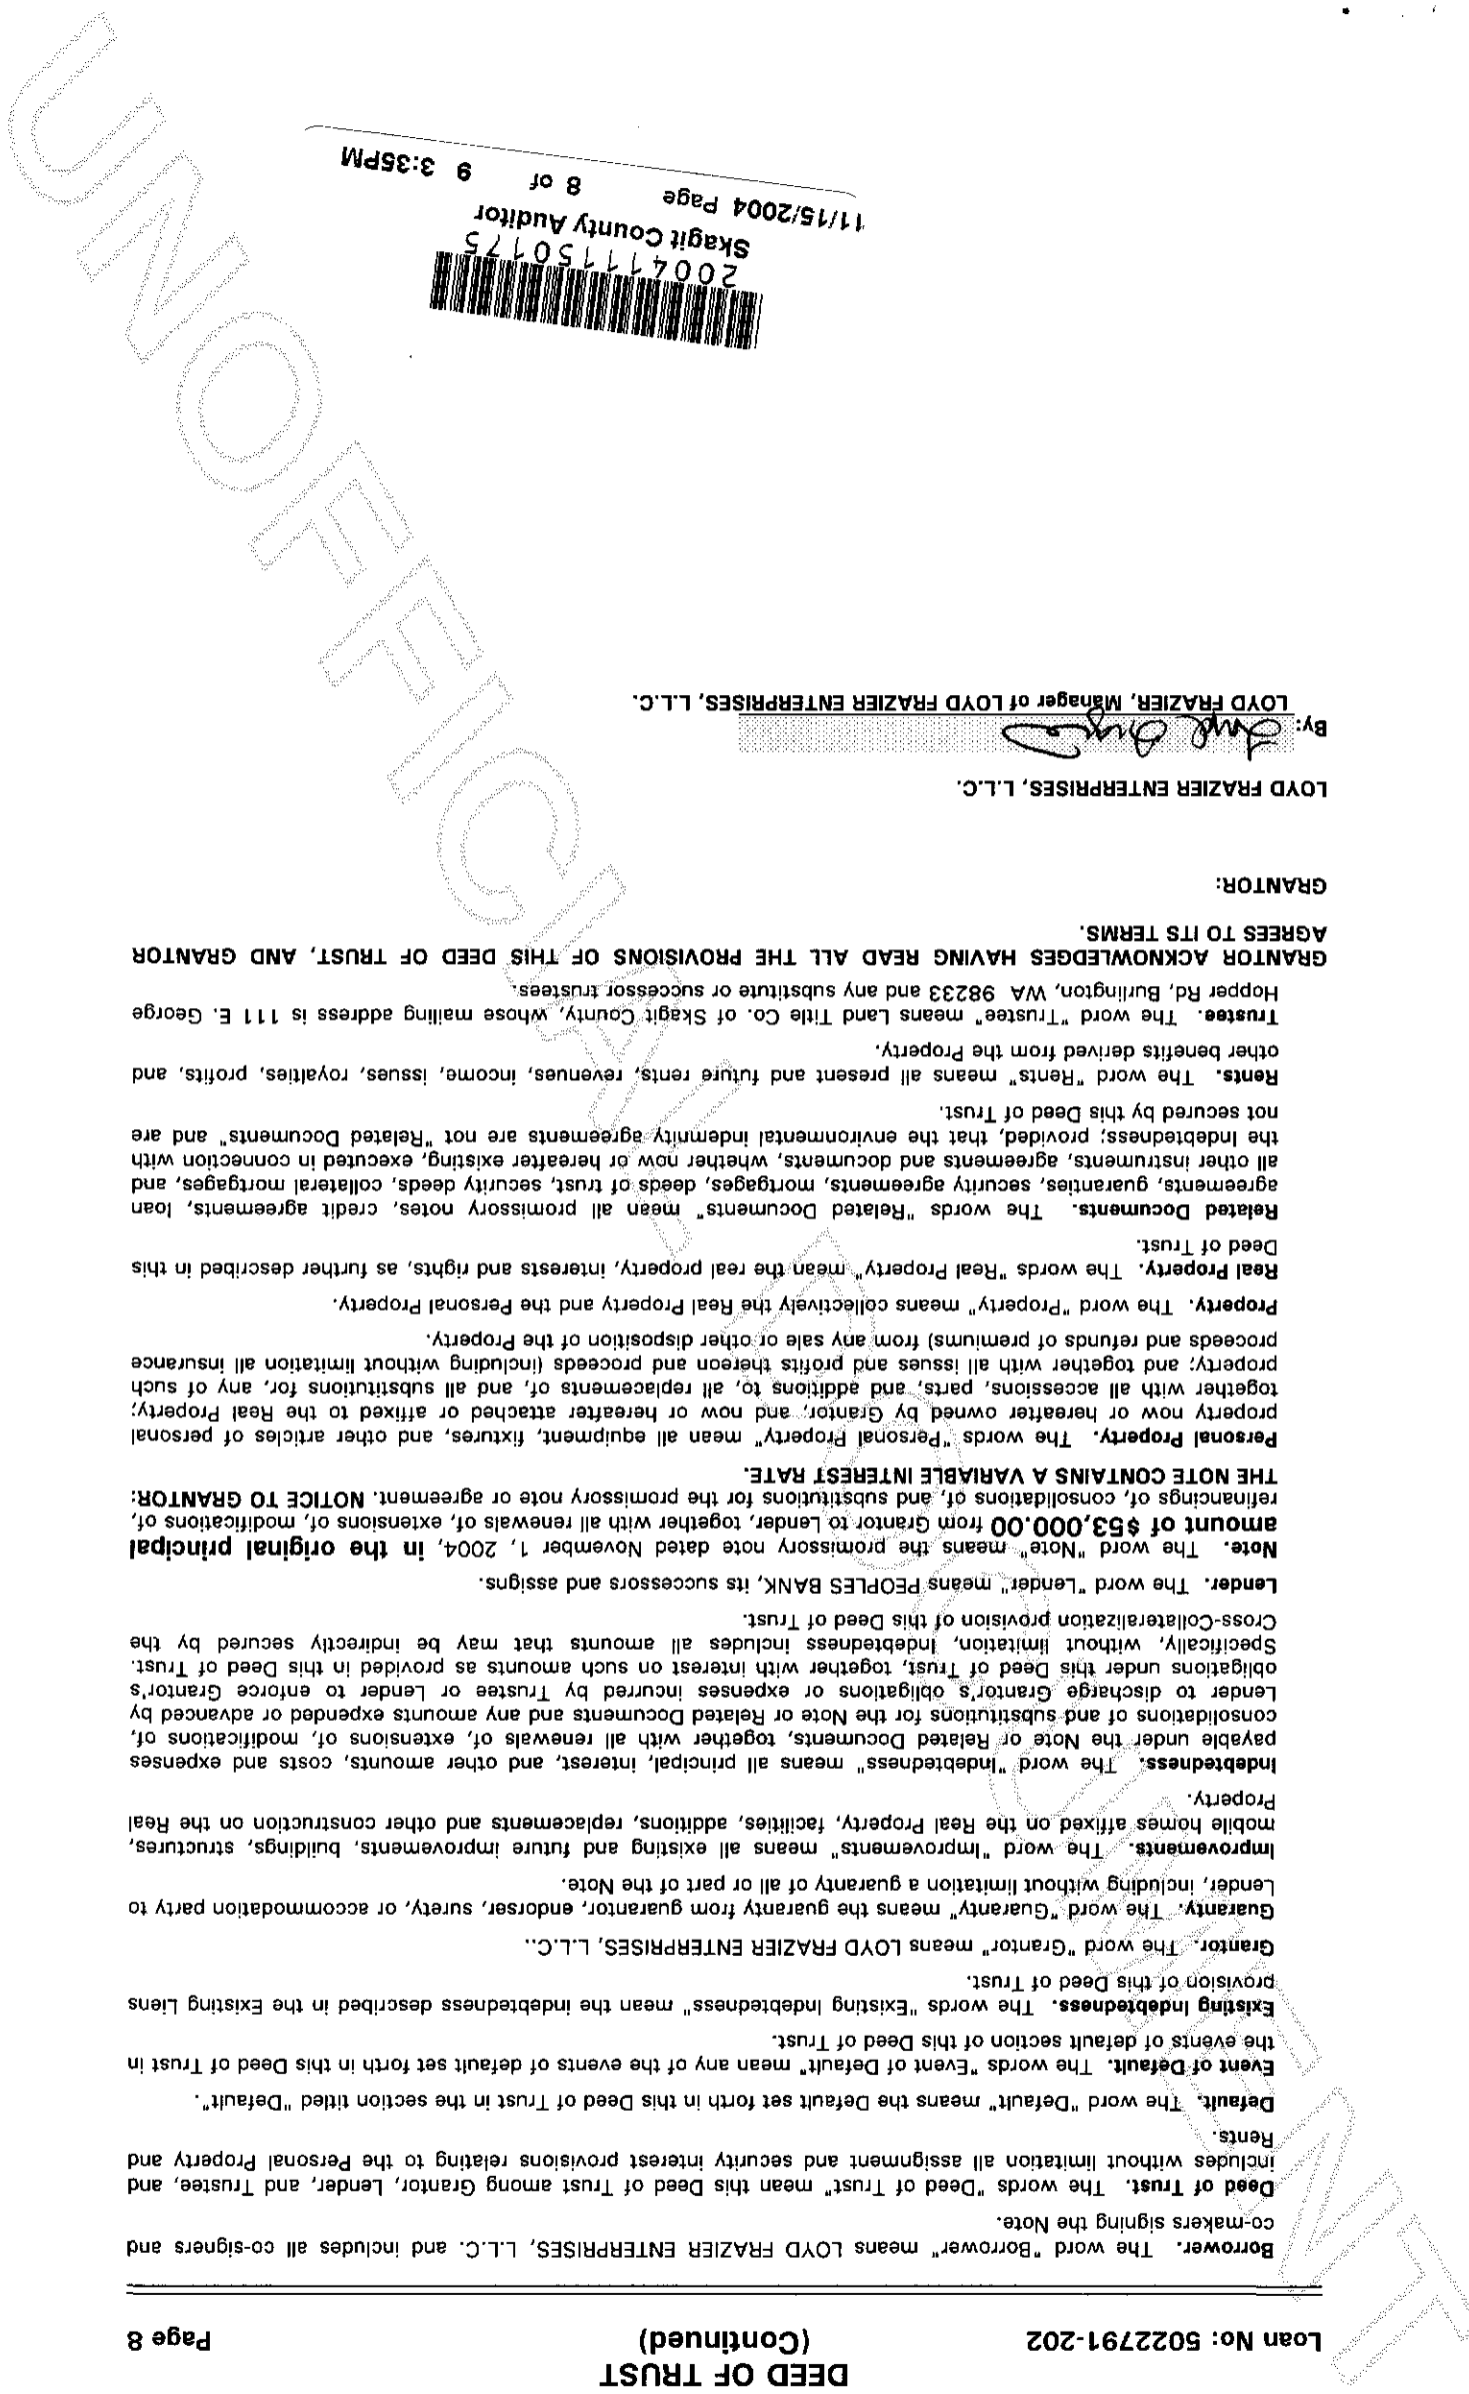 DEED OF TRUST
Loan No: 5022791-202 (Continued) Page 8
Borrower. The word "Borrower" means LOYD FRAZIER ENTERPRISES, L.L.C. and includes all co-signers and
co-makers signing the Note.
Deed of Trust. The words "Deed of Trust" mean this Deed of Trust among Grantor, Lender, and Trustee, and
includes without limitation all assignment and security interest provisions relating to the Personal Property and
Rents.
Default. The word "Default" means the Default set forth in this Deed of Trust in the section titled "Default".
Event of Default. The words "Event of Default" mean any of the events of default set forth in this Deed of Trust in
the events of default section of this Deed of Trust.
Existing Indebtedness. The words "Existing Indebtedness" mean the indebtedness described in the Existing Liens
provision of this Deed of Trust.
Grantor. The word "Grantor" means LOYD FRAZIER ENTERPRISES, L.L.C..
Guaranty. The word "Guaranty" means the guaranty from guarantor, endorser, surety, or accommodation party to
Lender, including without limitation a guaranty of all or part of the Note.
Improvements. The word "Improvements" means all existing and future improvements, buildings, structures,
mobile homes affixed on the Real Property, facilities, additions, replacements and other construction on the Real
Property.
Indebtedness. The word "Indebtedness" means all principal, interest, and other amounts, costs and expenses
payable under the Note or Related Documents, together with all renewals of, extensions of, modifications of,
consolidations of and substitutions for the Note or Related Documents and any amounts expended or advanced by
Lender to discharge Grantor's obligations or expenses incurred by Trustee or Lender to enforce Grantor's
obligations under this Deed of Trust, together with interest on such amounts as provided in this Deed of Trust.
Specifically, without limitation, Indebtedness includes all amounts that may be indirectly secured by the
Cross-Collateralization provision of this Deed of Trust.
Lender. The word "Lender" means PEOPLES BANK, its successors and assigns.
Note. The word "Note" means the promissory note dated November 1, 2004, in the original principal
amount of $53,000.00 from Grantor to Lender, together with all renewals of, extensions of, modifications of,
refinancings of, consolidations of, and substitutions for the promissory note or agreement. NOTICE TO GRANTOR:
THE NOTE CONTAINS A VARIABLE INTEREST RATE.
Personal Property. The words "Personal Property" mean all equipment, fixtures, and other articles of personal
property now or hereafter owned by Grantor, and now or hereafter attached or affixed to the Real Property;
together with all accessions, parts, and additions to, all replacements of, and all substitutions for, any of such
property; and together with all issues and profits thereon and proceeds (including without limitation all insurance
proceeds and refunds of premiums) from any sale or other disposition of the Property.
Property. The word "Property" means collectively the Real Property and the Personal Property.
Real Property. The words "Real Property" mean the real property, interests and rights, as further described in this
Deed of Trust.
Related Documents. The words "Related Documents" mean all promissory notes, credit agreements, loan
agreements, guaranties, security agreements, mortgages, deeds of trust, security deeds, collateral mortgages, and
all other instruments, agreements and documents, whether now or hereafter existing, executed in connection with
the Indebtedness; provided, that the environmental indemnity agreements are not "Related Documents" and are
not secured by this Deed of Trust.
Rents. The word "Rents" means all present and future rents, revenues, income, issues, royalties, profits, and
other benefits derived from the Property.
Trustee. The word "Trustee" means Land Title Co. of Skagit County, whose mailing address is 111 E. George
Hopper Rd, Burlington, WA 98233 and any substitute or successor trustees.
GRANTOR ACKNOWLEDGES HAVING READ ALL THE PROVISIONS OF THIS DEED OF TRUST, AND GRANTOR
AGREES TO ITS TERMS.
GRANTOR:
LOYD FRAZIER ENTERPRISES, L.L.C.
By:
LOYD FRAZIER, Manager of LOYD FRAZIER ENTERPRISES, L.L.C.
200411150175
Skagit County Auditor
11/15/2004 Page 8 of 9 3:35PM
UNOFFICIAL DOCUMENT